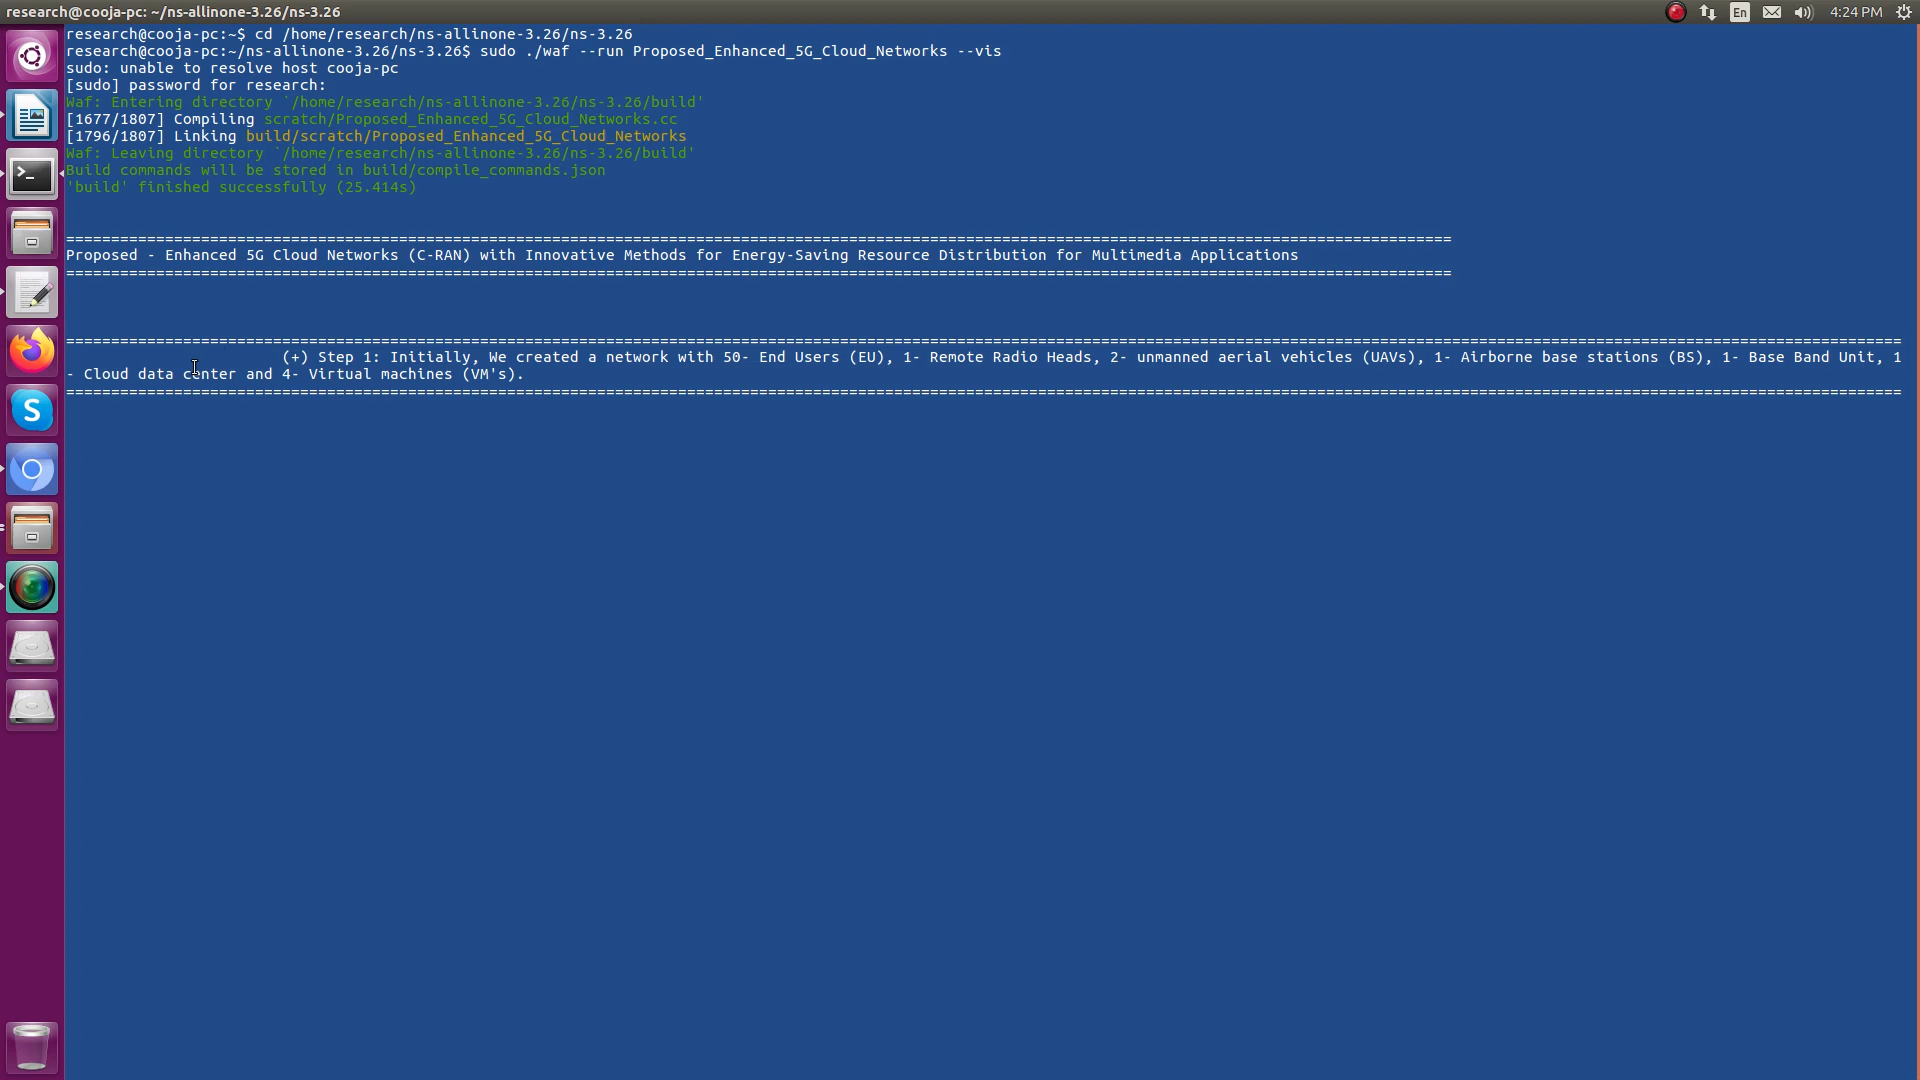 research@cooja-pc: ~/ns-allinone-3.26/ns-3.26
En
4:24 PM
research@cooja-pc:~$ cd /home/research/ns-allinone-3.26/ns-3.26
research@cooja-pc:~/ns-allinone-3.26/ns-3.26$ sudo ./waf --run Proposed_Enhanced_5G_Cloud_Networks --vis
sudo: unable to resolve host cooja-pc
[sudo] password for research:
Waf: Entering directory `/home/research/ns-allinone-3.26/ns-3.26/build'
[1677/1807] Compiling scratch/Proposed_Enhanced_5G_Cloud_Networks.cc
[1796/1807] Linking build/scratch/Proposed_Enhanced_5G_Cloud_Networks
Waf: Leaving directory `/home/research/ns-allinone-3.26/ns-3.26/build'
Build commands will be stored in build/compile_commands.json
'build' finished successfully (25.414s)
Proposed - Enhanced 5G Cloud Networks (C-RAN) with Innovative Methods for Energy-Saving Resource Distribution for Multimedia Applications
(+) Step 1: Initially, We created a network with 50- End Users (EU), 1- Remote Radio Heads, 2- unmanned aerial vehicles (UAVs), 1- Airborne base stations (BS), 1- Base Band Unit, 1
- Cloud data center and 4- Virtual machines (VM's).